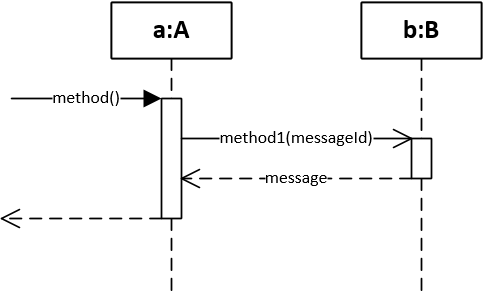 a:A
b:B
method()
method1(messageId)
message